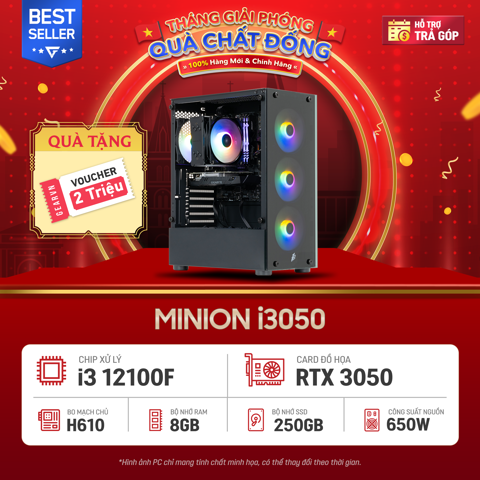 BEST
SELLER
THÁNG GIẢI PHÓNG
QUÀ CHẤT ĐỐNG
100% Hàng Mới & Chính Hãng
HỖ TRỢ
TRẢ GÓP
QUÀ TẶNG
GEARVN
VOUCHER
2 Triệu
MINION i3050
CHIP XỬ LÝ
i3 12100F
CARD ĐỒ HỌA
RTX 3050
BO MẠCH CHỦ
H610
BỘ NHỚ RAM
8GB
BỘ NHỚ SSD
250GB
CÔNG SUẤT NGUỒN
650W
*Hình ảnh PC chỉ mang tính chất minh họa, có thể thay đổi theo thời gian.